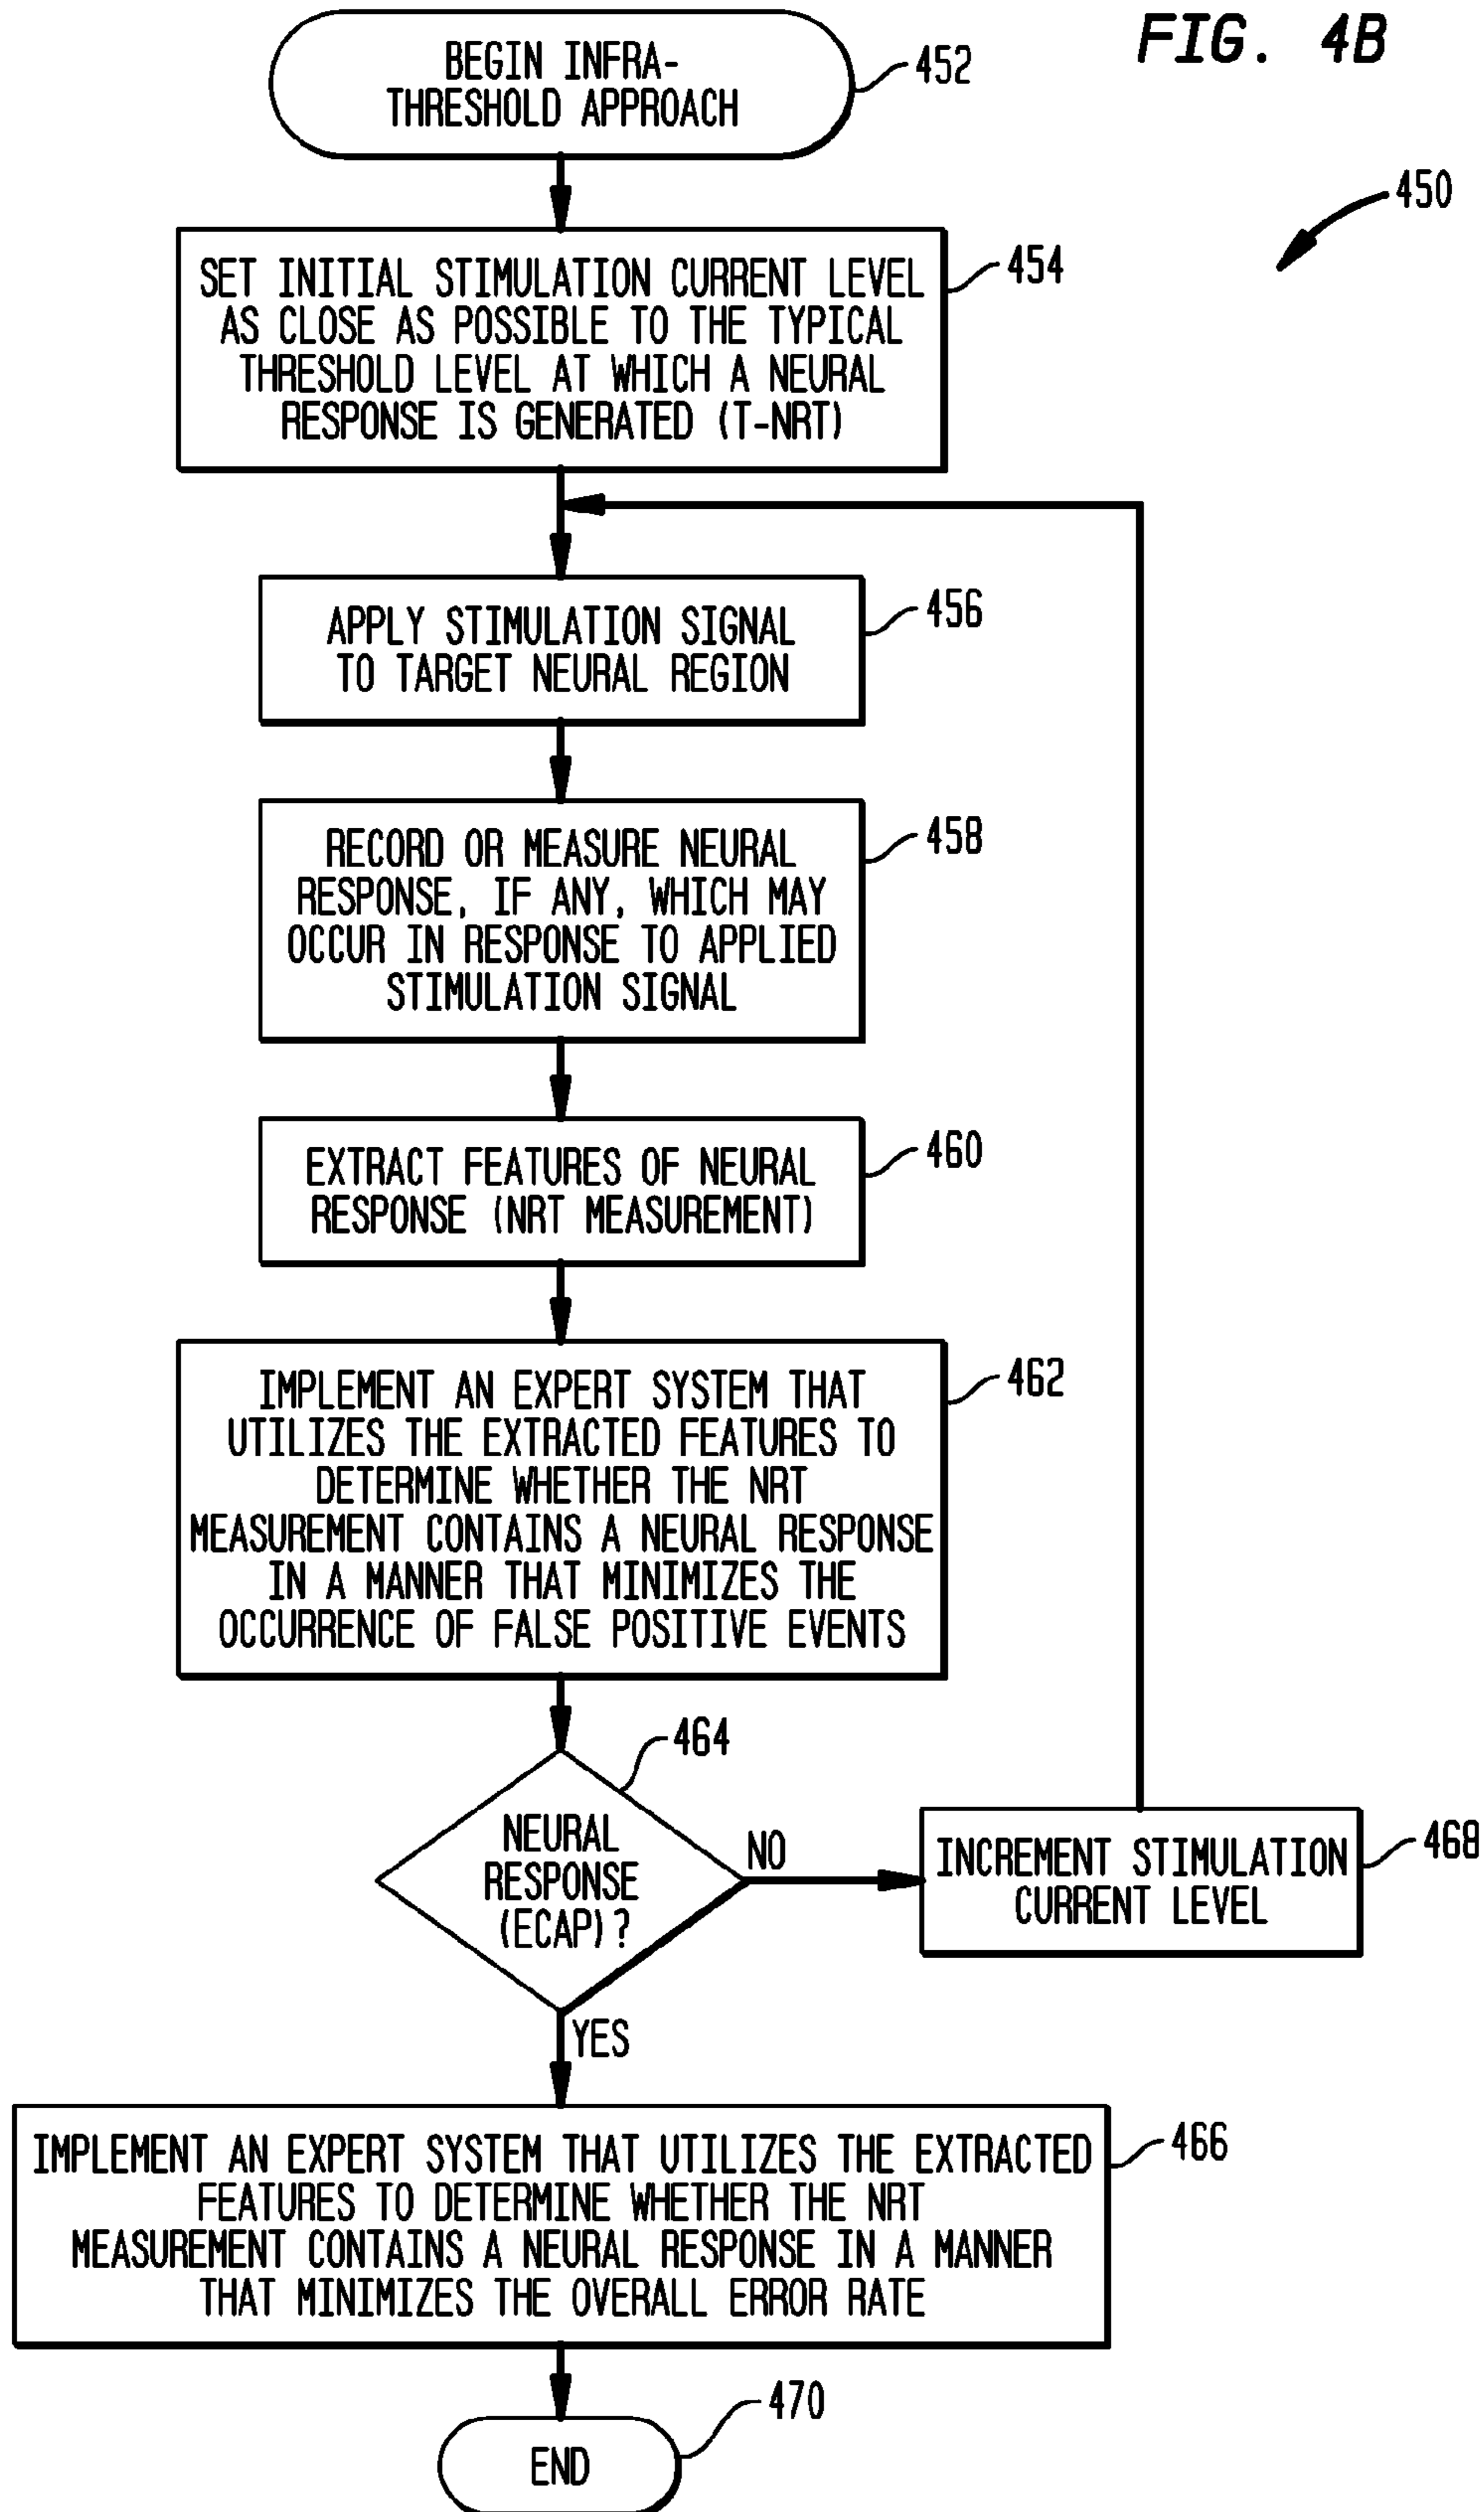 FIG. 4B
BEGIN INFRA-
THRESHOLD APPROACH
452
450
SET INITIAL STIMULATION CURRENT LEVEL
AS CLOSE AS POSSIBLE TO THE TYPICAL
THRESHOLD LEVEL AT WHICH A NEURAL
RESPONSE IS GENERATED (T-NRT)
454
APPLY STIMULATION SIGNAL
TO TARGET NEURAL REGION
456
RECORD OR MEASURE NEURAL
RESPONSE, IF ANY, WHICH MAY
OCCUR IN RESPONSE TO APPLIED
STIMULATION SIGNAL
458
EXTRACT FEATURES OF NEURAL
RESPONSE (NRT MEASUREMENT)
460
IMPLEMENT AN EXPERT SYSTEM THAT
UTILIZES THE EXTRACTED FEATURES TO
DETERMINE WHETHER THE NRT
MEASUREMENT CONTAINS A NEURAL RESPONSE
IN A MANNER THAT MINIMIZES THE
OCCURRENCE OF FALSE POSITIVE EVENTS
462
NEURAL
RESPONSE
(ECAP)?
464
NO
INCREMENT STIMULATION
CURRENT LEVEL
468
YES
IMPLEMENT AN EXPERT SYSTEM THAT UTILIZES THE EXTRACTED
FEATURES TO DETERMINE WHETHER THE NRT
MEASUREMENT CONTAINS A NEURAL RESPONSE IN A MANNER
THAT MINIMIZES THE OVERALL ERROR RATE
466
END
470